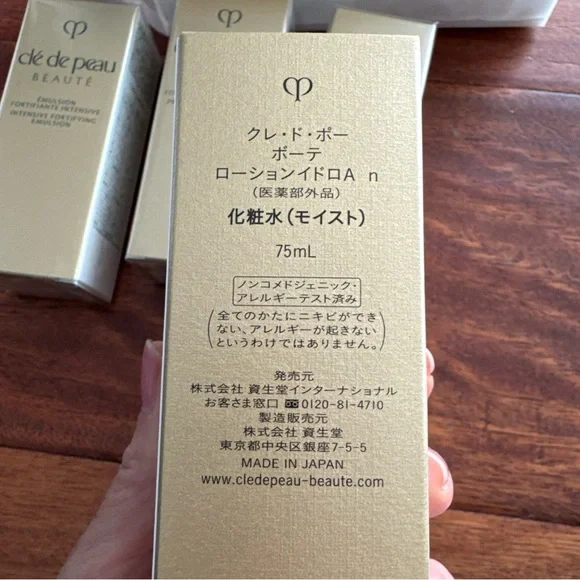 clé de peau
BEAUTÉ
ÉMULSION
FORTIFIANTE INTENSIVE
INTENSIVE FORTIFYING
EMULSION
クレ・ド・ポー
ボーテ
ローションイドロA n
(医薬部外品)
化粧水(モイスト)
75mL
ノンコメドジェニック・
アレルギーテスト済み
(全てのかたにニキビができ
ない、アレルギーが起きない
というわけではありません。)
発売元
株式会社 資生堂インターナショナル
お客さま窓口 0120-81-4710
製造販売元
株式会社 資生堂
東京都中央区銀座7-5-5
MADE IN JAPAN
www.cledepeau-beaute.com